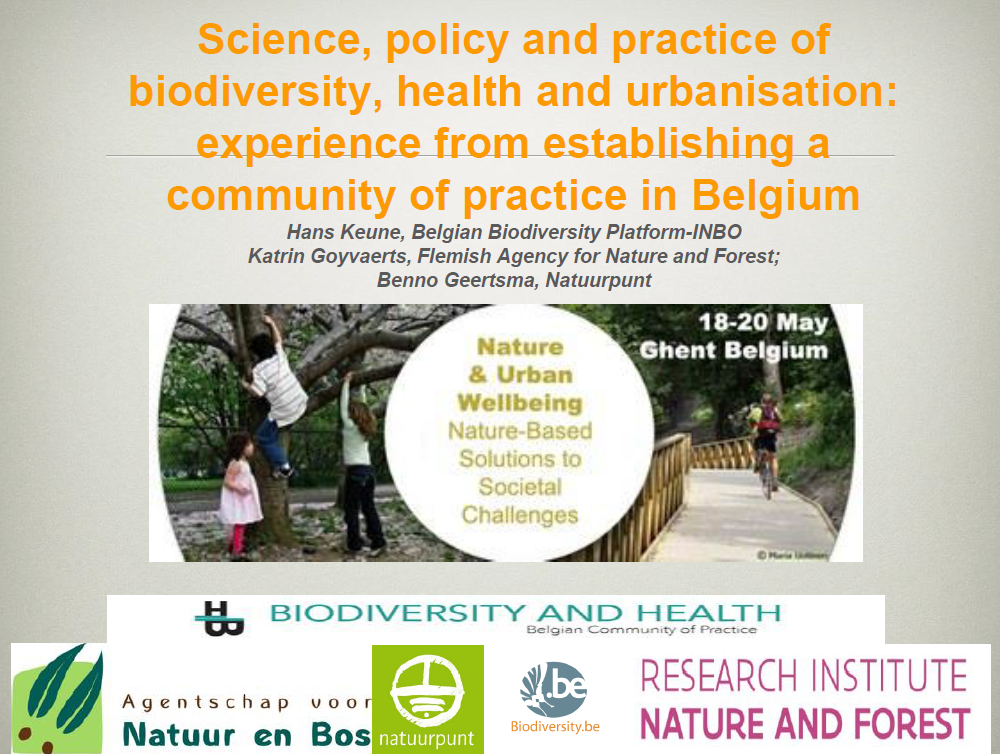 Science, policy and practice of
biodiversity, health and urbanisation:
experience from establishing a
community of practice in Belgium
Hans Keune, Belgian Biodiversity Platform-INBO
Katrin Goyvaerts, Flemish Agency for Nature and Forest;
Benno Geertsma, Natuurpunt
18-20 May
Ghent Belgium
Nature
& Urban
Wellbeing
Nature-Based
Solutions to
Societal
Challenges
© Maria
HB
BIODIVERSITY AND HEALTH
Belgian Community of Practice
Agentschap voor
Natuur en Bos
natuurpunt
.be
Biodiversity.be
RESEARCH INSTITUTE
NATURE AND FOREST